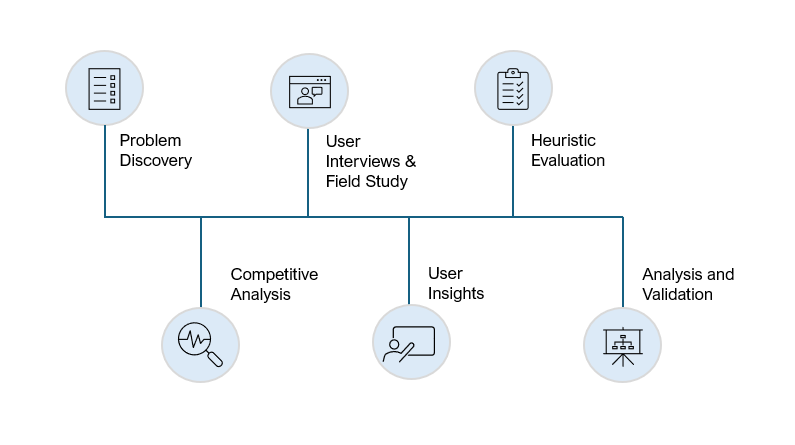 Problem
Discovery
User
Interviews &
Field Study
Heuristic
Evaluation
Competitive
Analysis
User
Insights
Analysis and
Validation